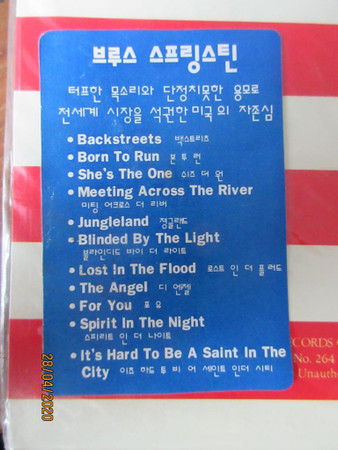 브루스 스프링스틴
터프한 목소리와 단정치못한 용모로
전세계 시장을 석권한 미국의 자존심
• Backstreets 백스트리즈
• Born To Run 본 투 런
• She's The One 쉬즈 더 원
• Meeting Across The River
미팅 어크로스 더 리버
• Jungleland 정글랜드
• Blinded By The Light
블라인디드 바이 더 라이트
• Lost In The Flood 로스트 인 더 플러드
• The Angel 디 엔젤
• For You 포 유
• Spirit In The Night
스피리트 인 더 나이트
• It's Hard To Be A Saint In The
City 이즈 하드 투 비 어 세인트 인더 시티
CORDS
No. 264
Unautho
28/04/2020